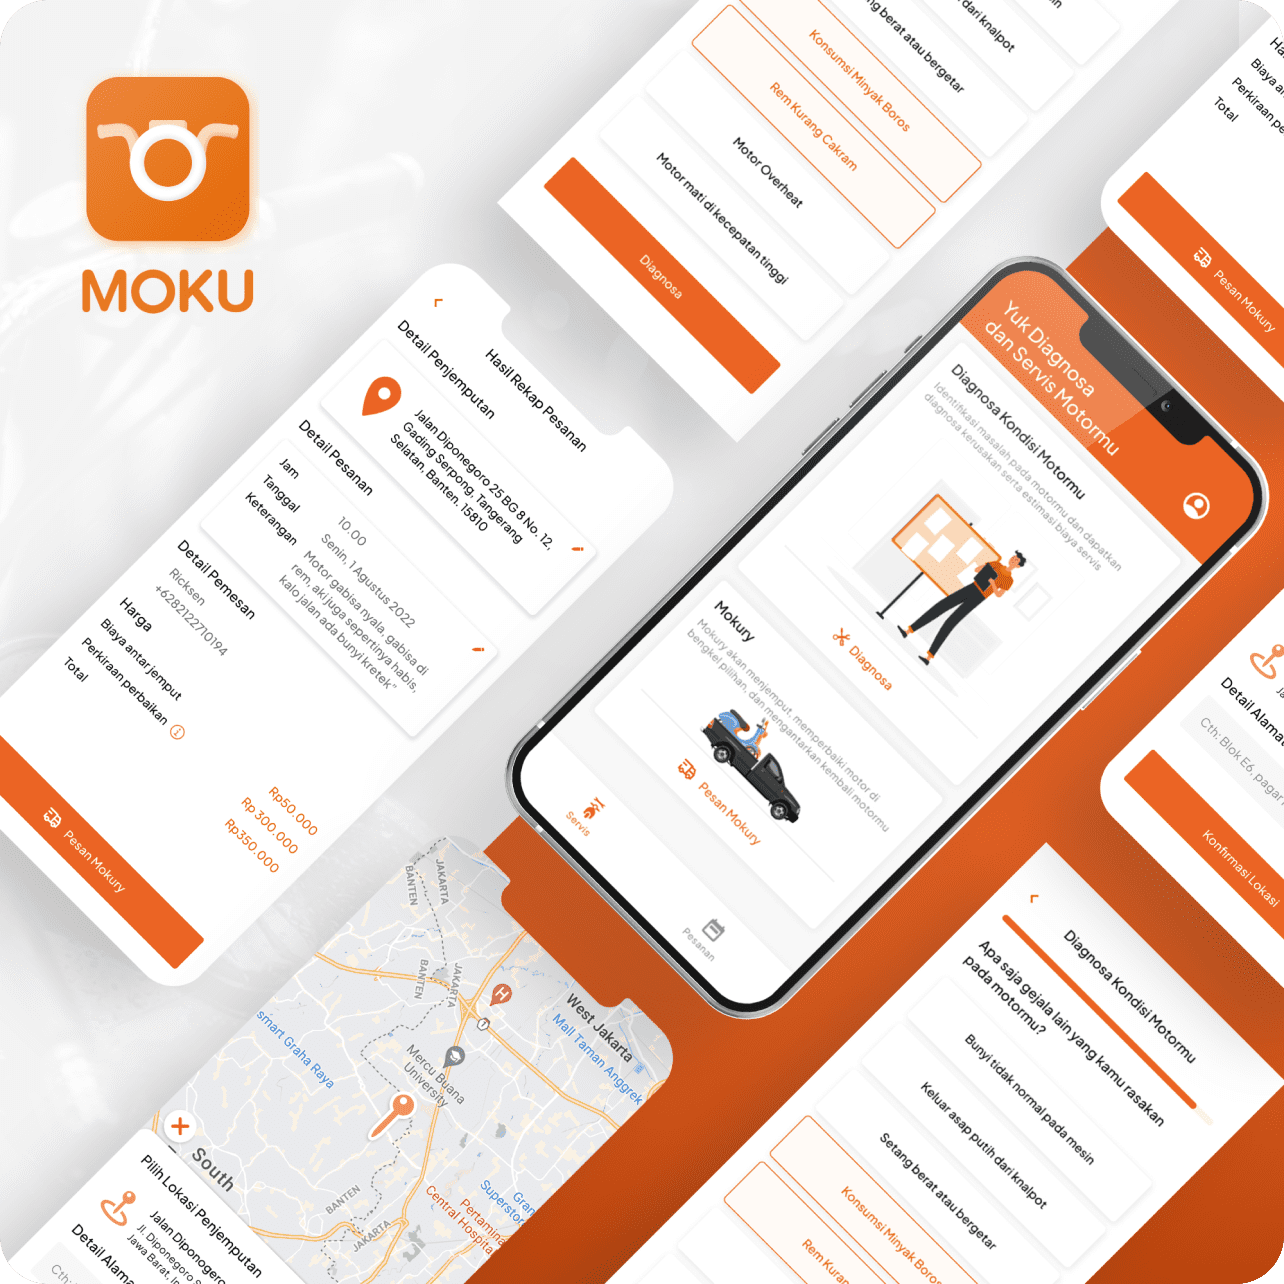 MOKU
Hasil Rekap Pesanan
Detail Penjemputan
Jalan Diponegoro 25 BG 8 No. 12,
Gading Serpong, Tangerang
Selatan, Banten. 15810
Detail Pesanan
Jam
10.00
Tanggal
Senin, 1 Agustus 2022
Keterangan
Motor gabisa nyala, gabisa di
rem, aki juga sepertinya habis,
kalo jalan ada bunyi kretek"
Detail Pemesan
Ricksen
+6282122710194
Harga
Biaya antar jemput
Rp50.000
Perkiraan perbaikan
Rp 300.000
Total
Rp350.000
Pesan Mokury
dari knalpot
berat atau bergetar
Konsumsi Minyak Boros
Rem Kurang Cakram
Motor Overheat
Motor mati di kecepatan tinggi
Diagnosa
Yuk Diagnosa
dan Servis Motormu
Diagnosa Kondisi Motormu
Identifikasi masalah pada motormu dan dapatkan
diagnosa kerusakan serta estimasi biaya servis
Diagnosa
Mokury
Mokury akan menjemput, memperbaiki motor di
bengkel pilihan, dan mengantarkan kembali motormu
Pesan Mokury
Servis
Pesanan
Biaya
Perkiraan
Total
Pesan Mokury
Detail Alamat
Cth: Blok E6, pagar
Konfirmasi Lokasi
JAKARTA
BANTEN
JAKARTA
BANTEN
West Jakarta
Mall Taman Anggrek
smart Graha Raya
Mercu Buana
University
South
BANTEN
JAKARTA
Pertamina
Central Hospital
Pilih Lokasi Penjemputan
Jalan Diponogoro
Jl. Diponegoro
Jawa Barat,
Detail Alamat
Cth:
Diagnosa Kondisi Motormu
Apa saja gejala lain yang kamu rasakan
pada motormu?
Bunyi tidak normal pada mesin
Keluar asap putih dari knalpot
Setang berat atau bergetar
Konsumsi Minyak Boros
Rem Kurang